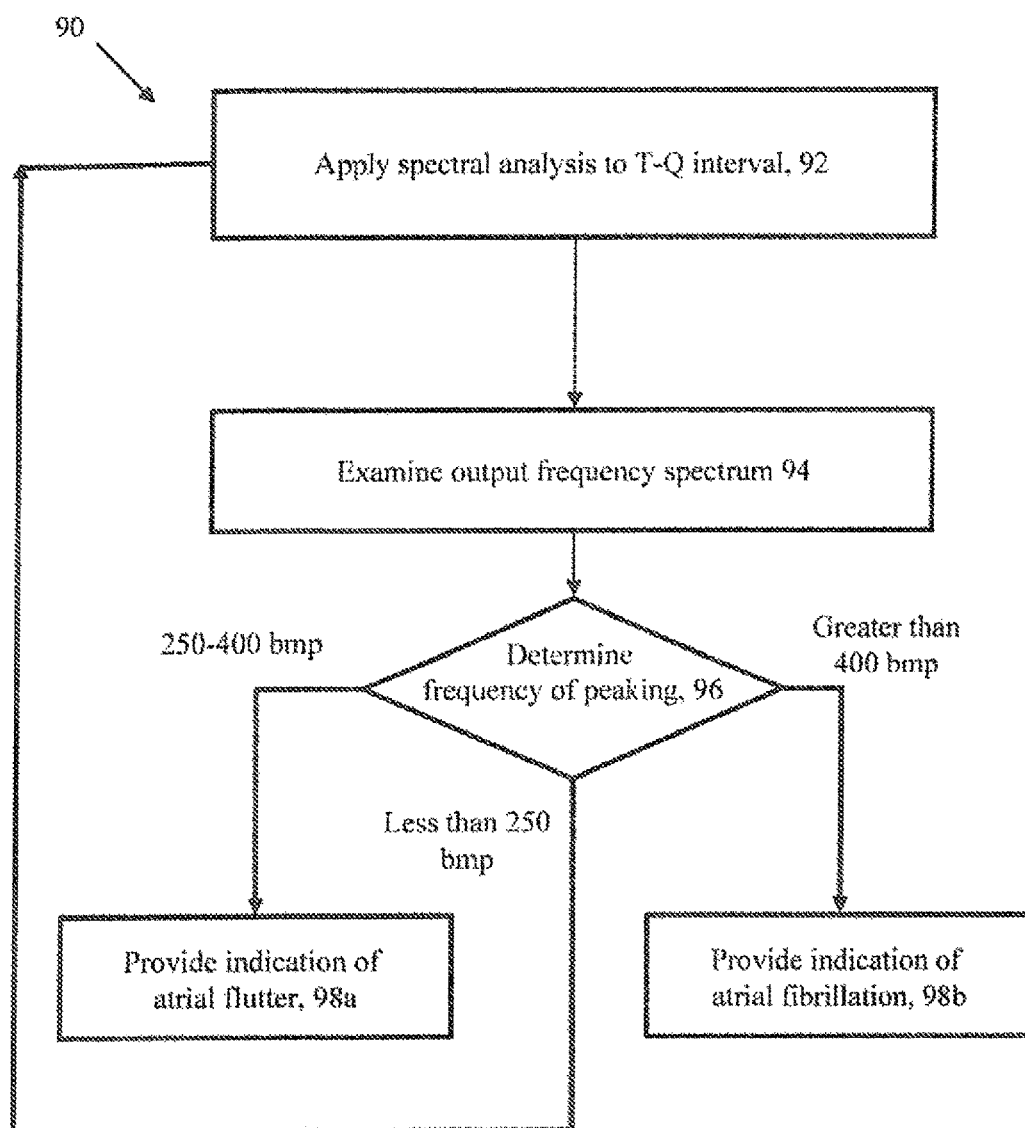 90
Apply spectral analysis to T-Q interval, 92
Examine output frequency spectrum 94
250-400 bmp
Greater than
400 bmp
Determine
frequency of peaking, 96
Less than 250
bmp
Provide indication of
atrial flutter, 98a
Provide indication of
atrial fibrillation, 98b